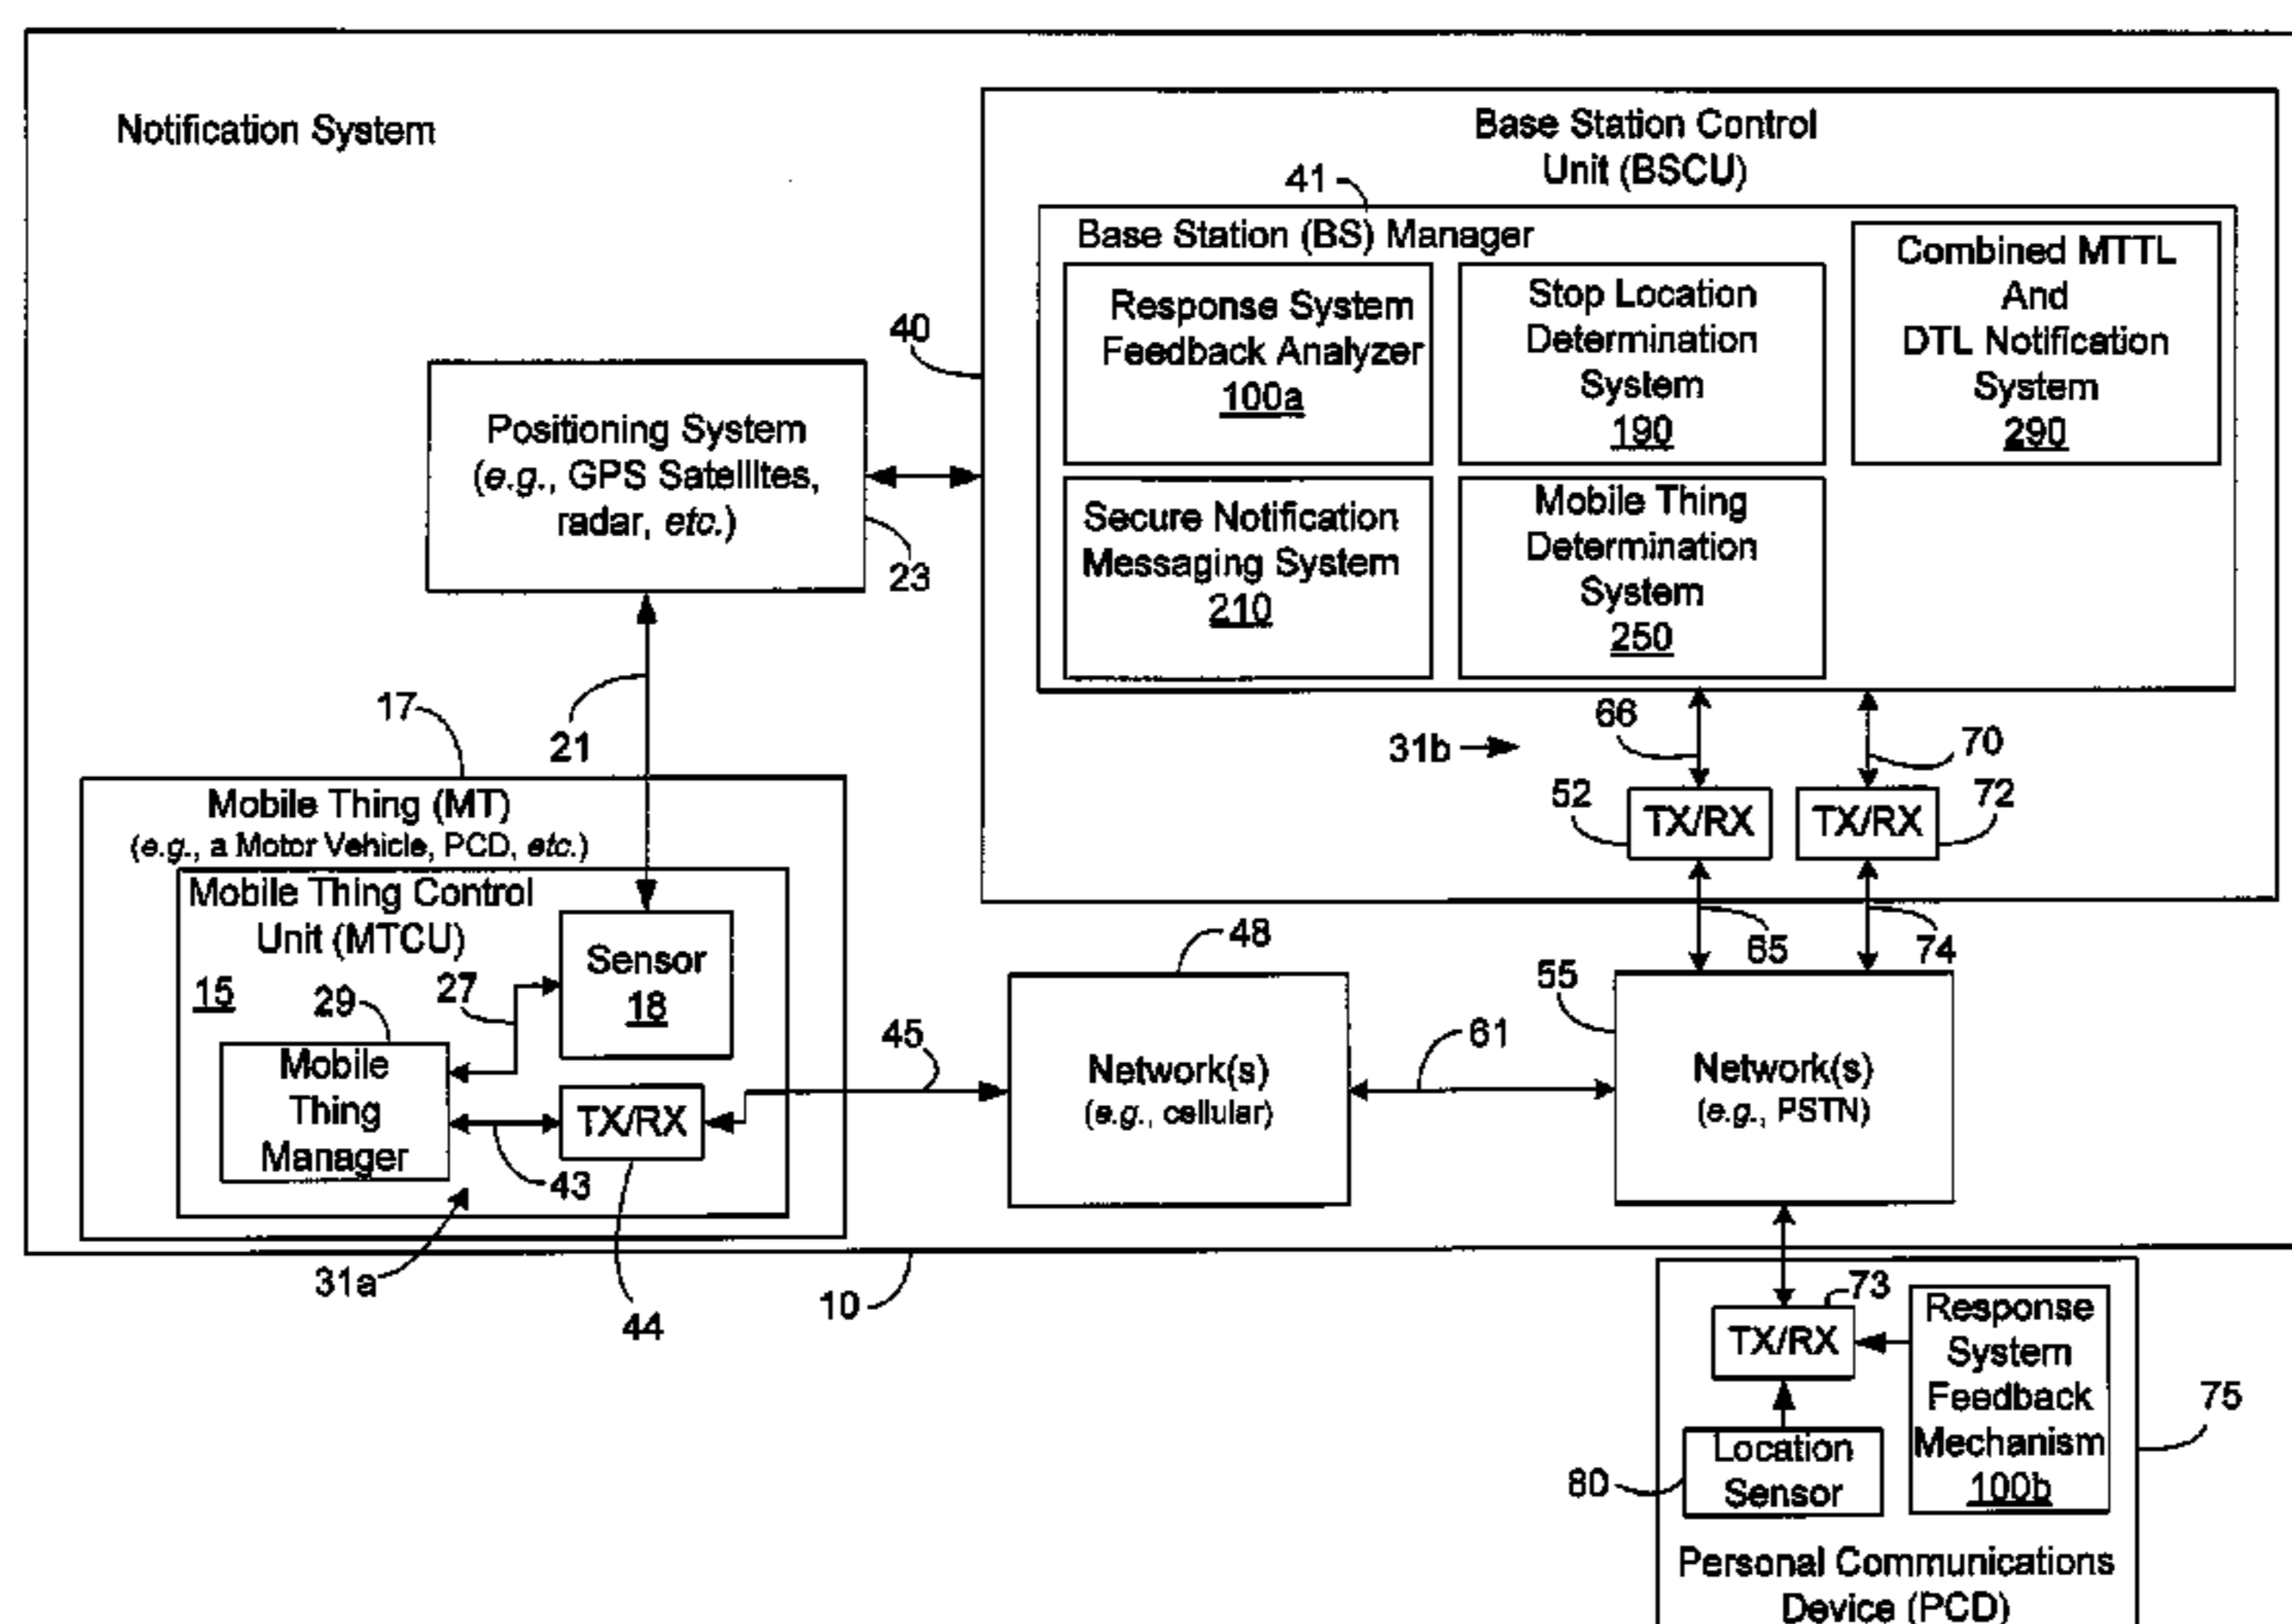 Notification System
Base Station Control
Unit (BSCU)
41
Base Station (BS) Manager
Response System
Feedback Analyzer
100a
Stop Location
Determination
System
190
Combined MTTL
And
DTL Notification
System
290
Secure Notification
Messaging System
210
Mobile Thing
Determination
System
250
40
Positioning System
(e.g., GPS Satellites,
radar, etc.)
23
21
17
66
31b
70
52
TX/RX
TX/RX
72
65
74
Mobile Thing (MT)
(e.g., a Motor Vehicle, PCD, etc.)
Mobile Thing Control
Unit (MTCU)
15
Sensor
18
27
29
Mobile
Thing
Manager
TX/RX
43
31a
44
45
48
Network(s)
(e.g., cellular)
61
55
Network(s)
(e.g., PSTN)
10
73
TX/RX
Response
System
Feedback
Mechanism
100b
75
80
Location
Sensor
Personal Communications
Device (PCD)